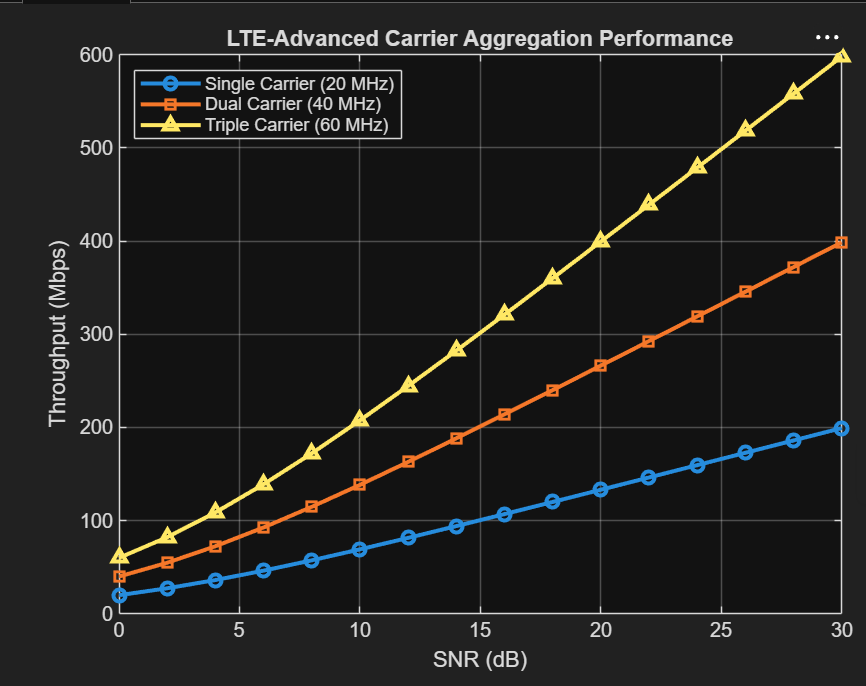 LTE-Advanced Carrier Aggregation Performance
Single Carrier (20 MHz)
Dual Carrier (40 MHz)
Triple Carrier (60 MHz)
Throughput (Mbps)
600
500
400
300
200
100
0
0 5 10 15 20 25 30
SNR (dB)